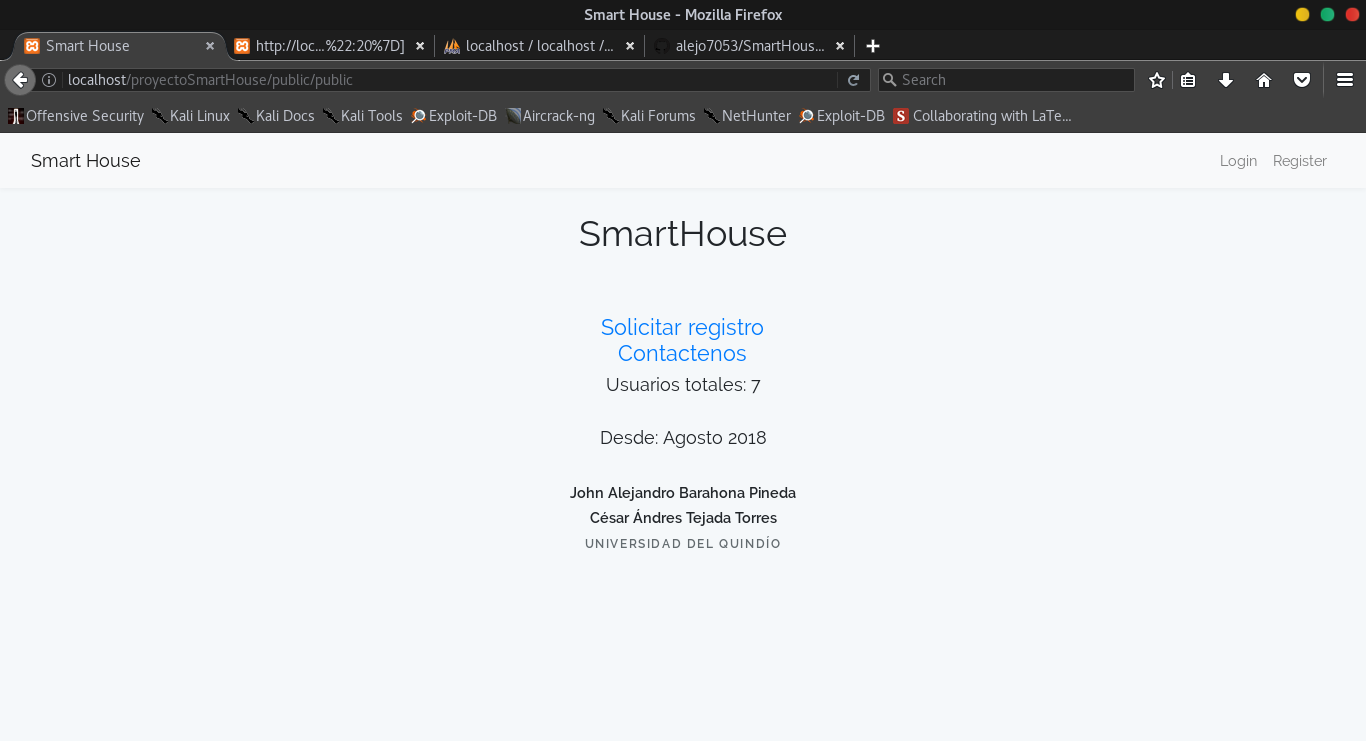 Smart House - Mozilla Firefox
Smart House
http://loc...%22:20%7D]
localhost / localhost /...
alejo7053/SmartHous...
localhost/proyectoSmartHouse/public/public
Search
Offensive Security Kali Linux Kali Docs Kali Tools Exploit-DB Aircrack-ng Kali Forums NetHunter Exploit-DB S Collaborating with LaTe...
Smart House
Login Register
SmartHouse
Solicitar registro
Contactenos
Usuarios totales: 7
Desde: Agosto 2018
John Alejandro Barahona Pineda
César Ándres Tejada Torres
UNIVERSIDAD DEL QUINDÍO